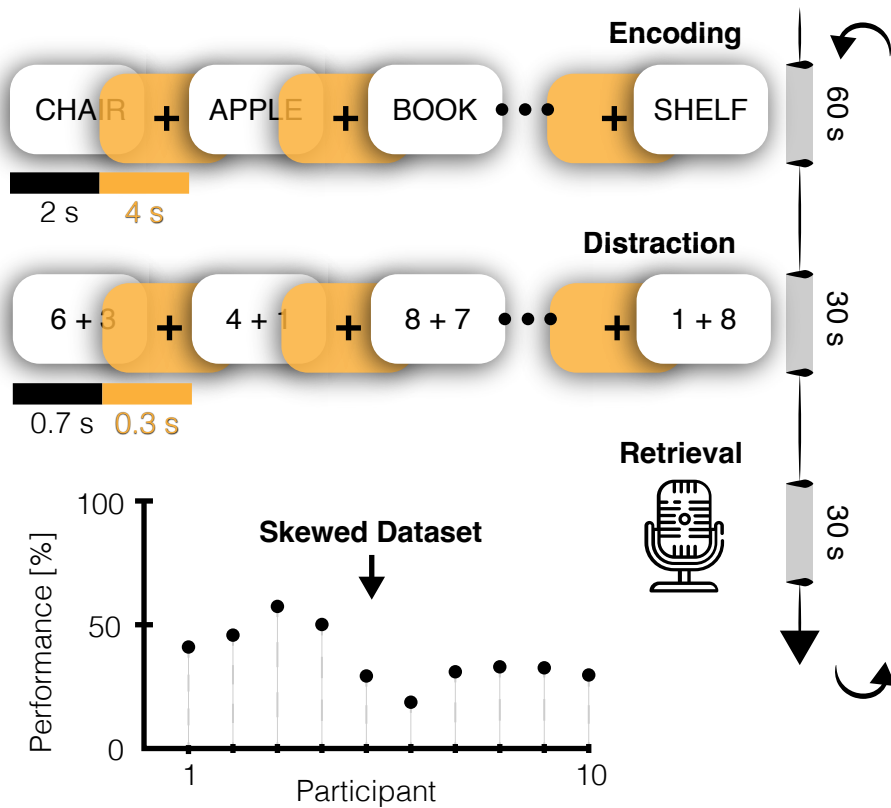 Encoding
CHAIR + APPLE + BOOK ••• + SHELF
60 s
2 s 4 s
Distraction
6 + 3 + 4 + 1 + 8 + 7 ••• + 1 + 8
30 s
0.7 s 0.3 s
Retrieval
30 s
100
Skewed Dataset
Performance [%]
50
0
1 10
Participant